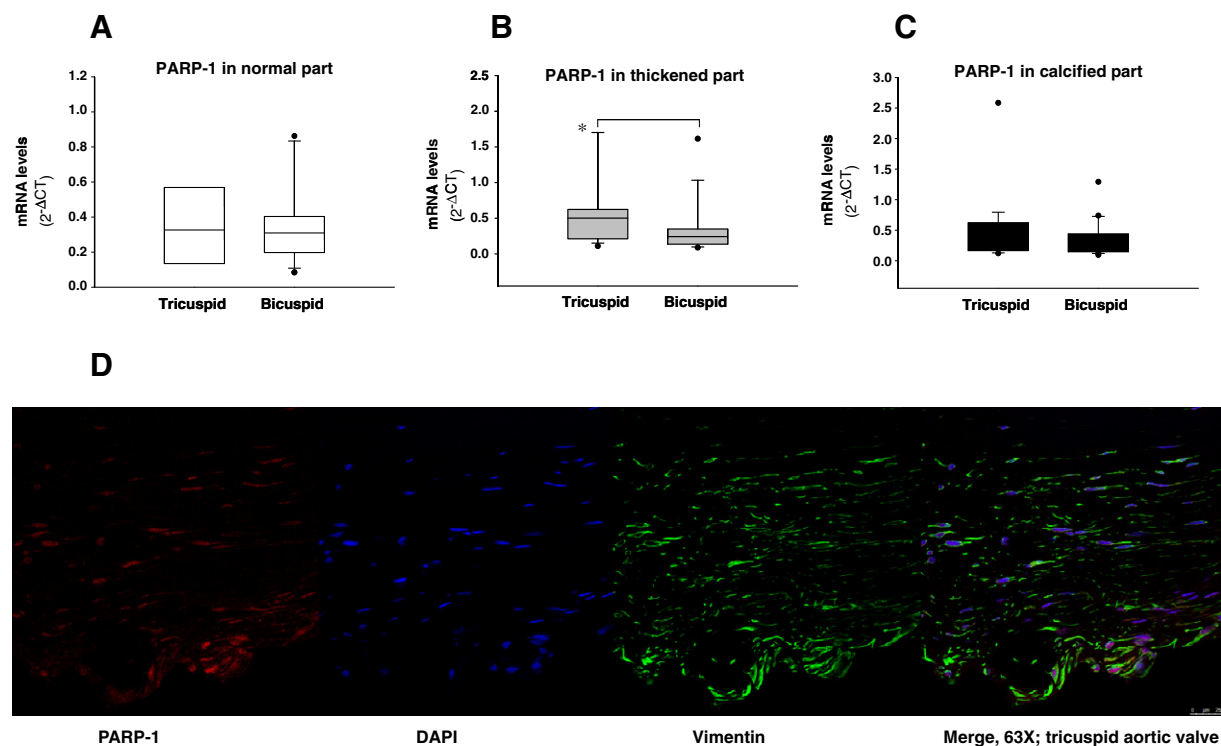 A
PARP-1 in normal part
mRNA levels
(2-ΔCT)
1.2
1.0
0.8
0.6
0.4
0.2
0.0
Tricuspid
Bicuspid
B
PARP-1 in thickened part
mRNA levels
(2-ΔCT)
2.5
2.0
1.5
1.0
0.5
0.0
*
Tricuspid
Bicuspid
C
PARP-1 in calcified part
mRNA levels
(2-ΔCT)
3.0
2.5
2.0
1.5
1.0
0.5
0.0
Tricuspid
Bicuspid
D
PARP-1
DAPI
Vimentin
Merge, 63X; tricuspid aortic valve